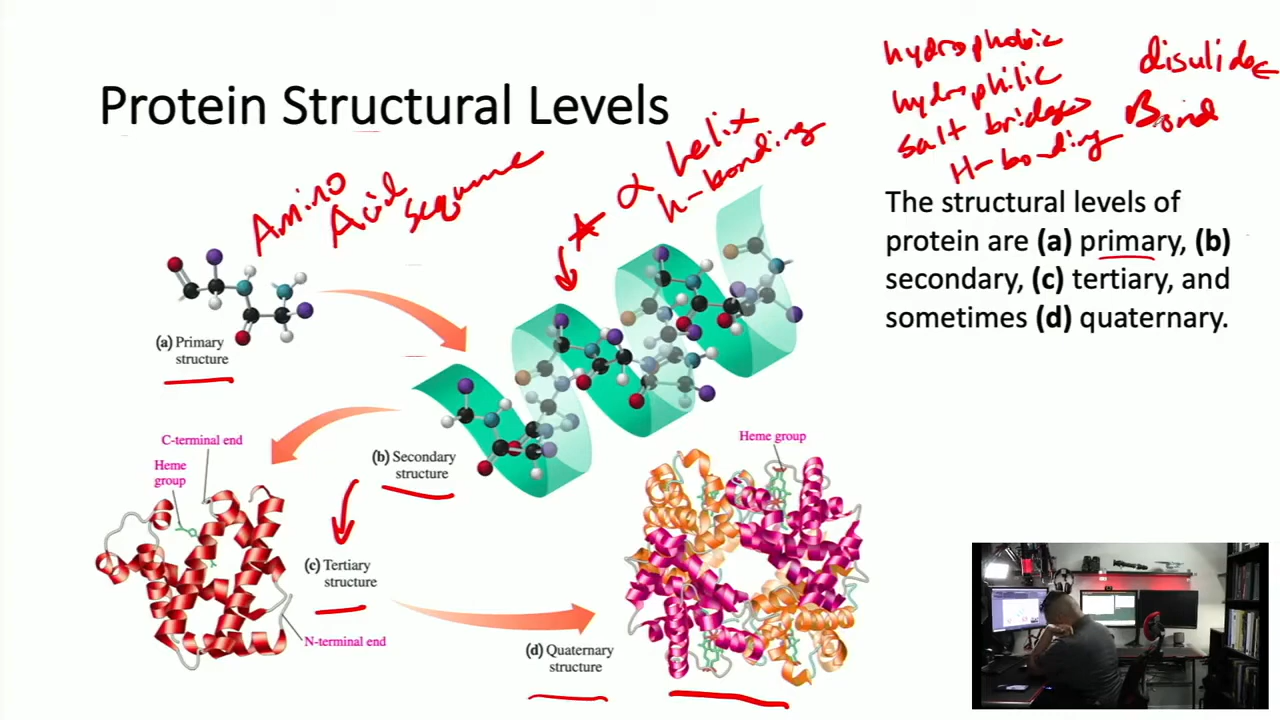 Protein Structural Levels
hydrophobic
hydrophilic
salt bridges
H-bonding
disulide
Bond
Amino
Acid
α helix
h-bonding
The structural levels of
protein are (a) primary, (b)
secondary, (c) tertiary, and
sometimes (d) quaternary.
(a) Primary
structure
(b) Secondary
structure
C-terminal end
Heme
group
(c) Tertiary
structure
N-terminal end
Heme group
(d) Quaternary
structure